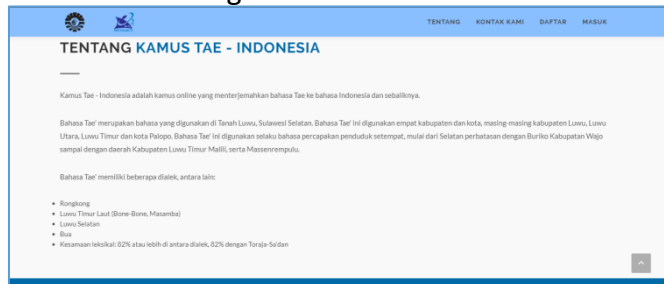 TENTANG KONTAK KAMI DAFTAR MASUK
TENTANG KAMUS TAE - INDONESIA
Kamus Tae - Indonesia adalah kamus online yang menterjemahkan bahasa Tae ke bahasa Indonesia dan sebaliknya.
Bahasa Tae' merupakan bahasa yang digunakan di Tanah Luwu, Sulawesi Selatan. Bahasa Tae' ini digunakan empat kabupaten dan kota, masing-masing kabupaten Luwu, Luwu
Utara, Luwu Timur dan kota Palopo. Bahasa Tae' ini digunakan selaku bahasa percapakan penduduk setempat, mulai dari Selatan perbatasan dengan Buriko Kabupatan Wajo
sampai dengan daerah Kabupaten Luwu Timur Malili, serta Massenrempulu.
Bahasa Tae' memiliki beberapa dialek, antara lain:
• Rongkong
• Luwu Timur Laut (Bone-Bone, Masamba)
• Luwu Selatan
• Bua
• Kesamaan leksikal: 82% atau lebih di antara dialek, 82% dengan Toraja-Sa'dan